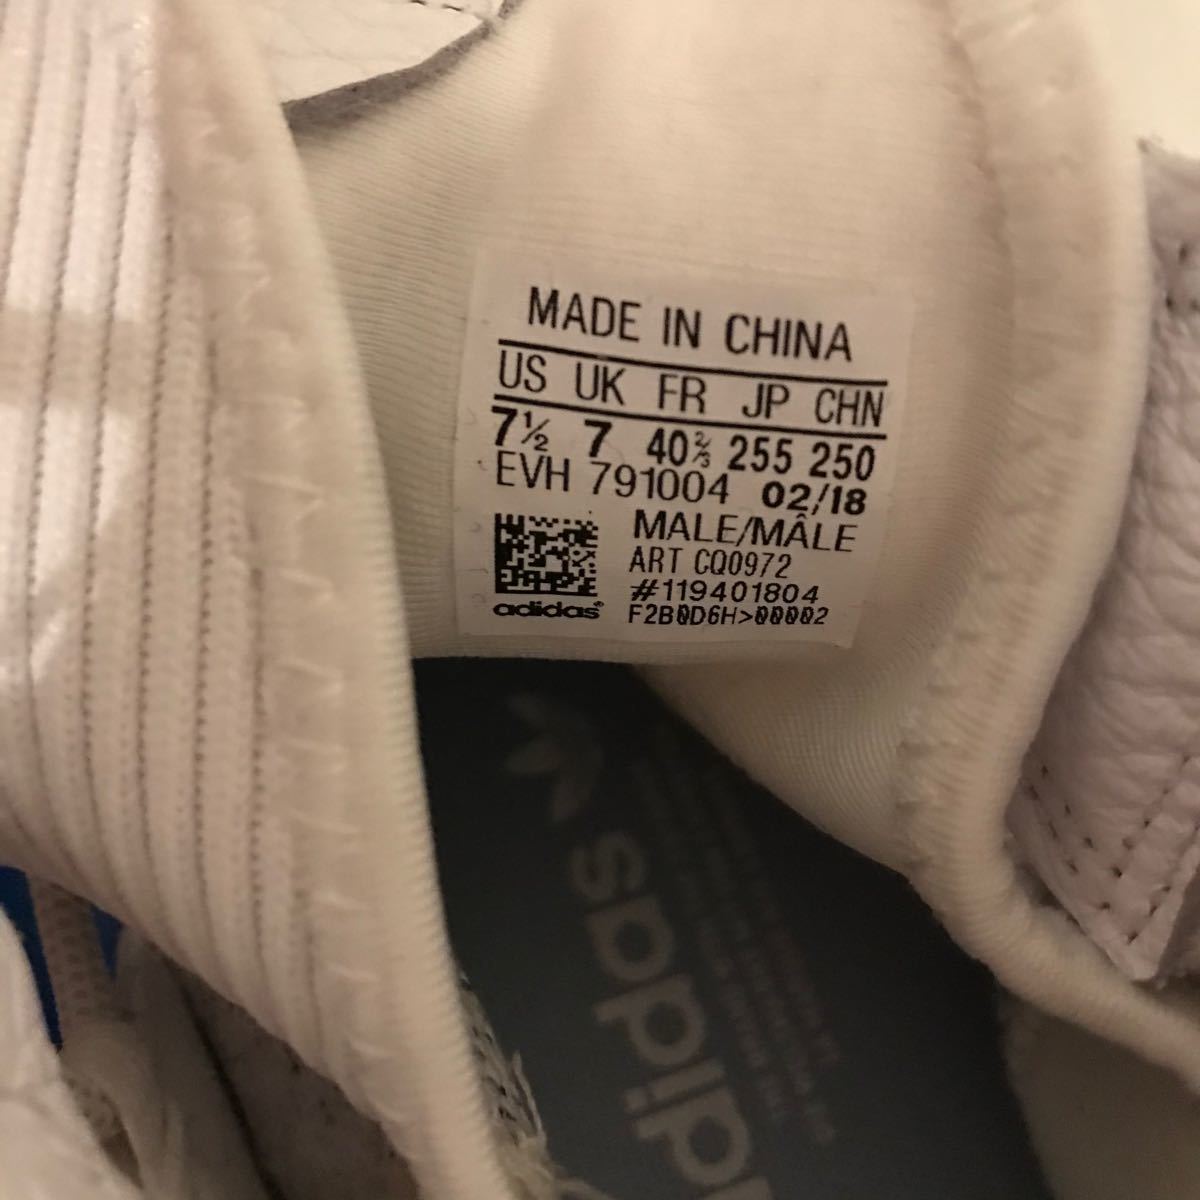 MADE IN CHINA
US UK FR JP CHN
7½ 7 40⅔ 255 250
EVH 791004 02/18
MALE/MÂLE
ART CQ0972
#119401804
adidas
F2B0D6H>00002
adidas